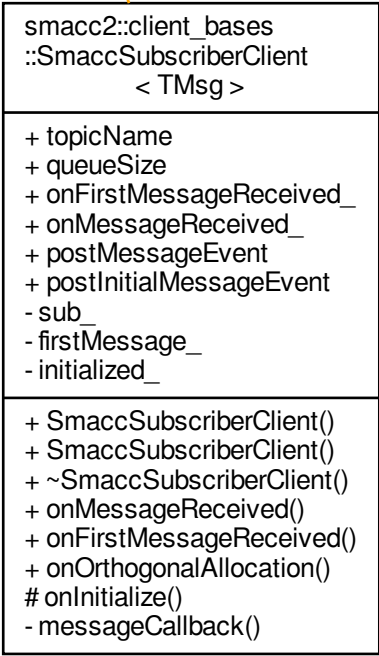 smacc2::client_bases
::SmaccSubscriberClient
< TMsg >
+ topicName
+ queueSize
+ onFirstMessageReceived_
+ onMessageReceived_
+ postMessageEvent
+ postInitialMessageEvent
- sub_
- firstMessage_
- initialized_
+ SmaccSubscriberClient()
+ SmaccSubscriberClient()
+ ~SmaccSubscriberClient()
+ onMessageReceived()
+ onFirstMessageReceived()
+ onOrthogonalAllocation()
# onInitialize()
- messageCallback()